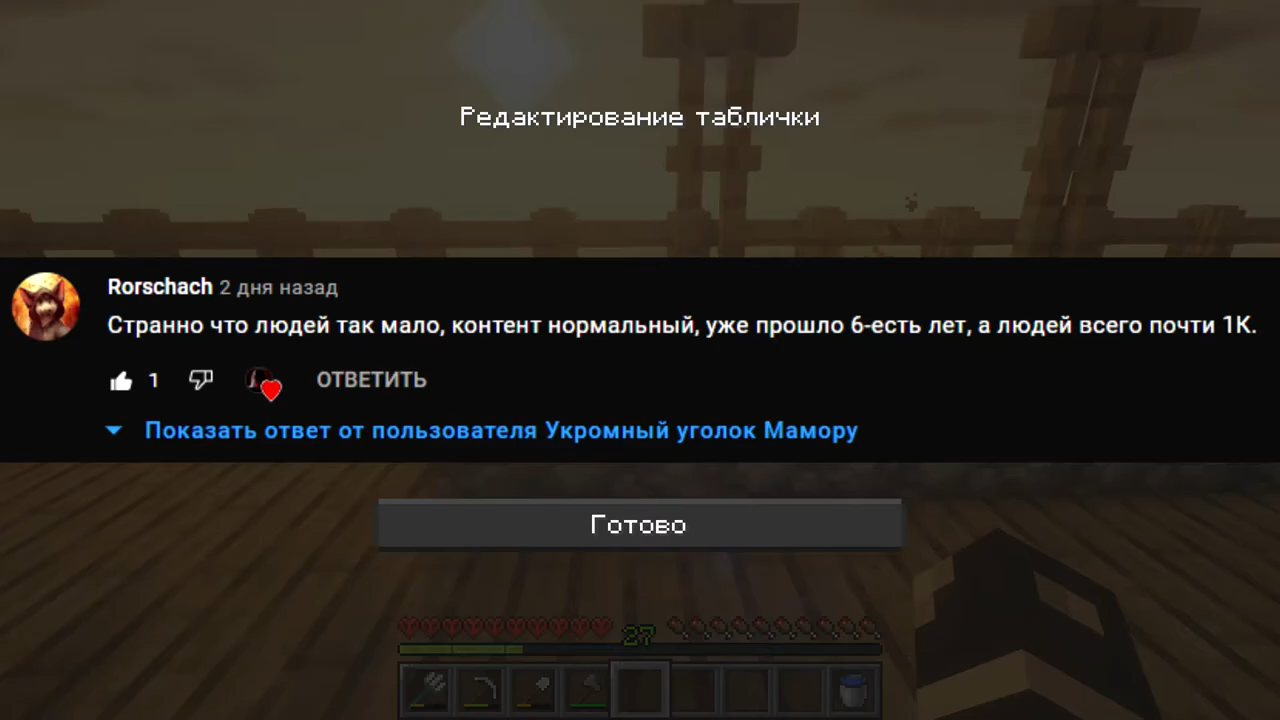 Редактирование таблички
Rorschach 2 дня назад
Странно что людей так мало, контент нормальный, уже прошло 6-есть лет, а людей всего почти 1К.
1 ОТВЕТИТЬ
Показать ответ от пользователя Укромный уголок Мамору
Готово
27